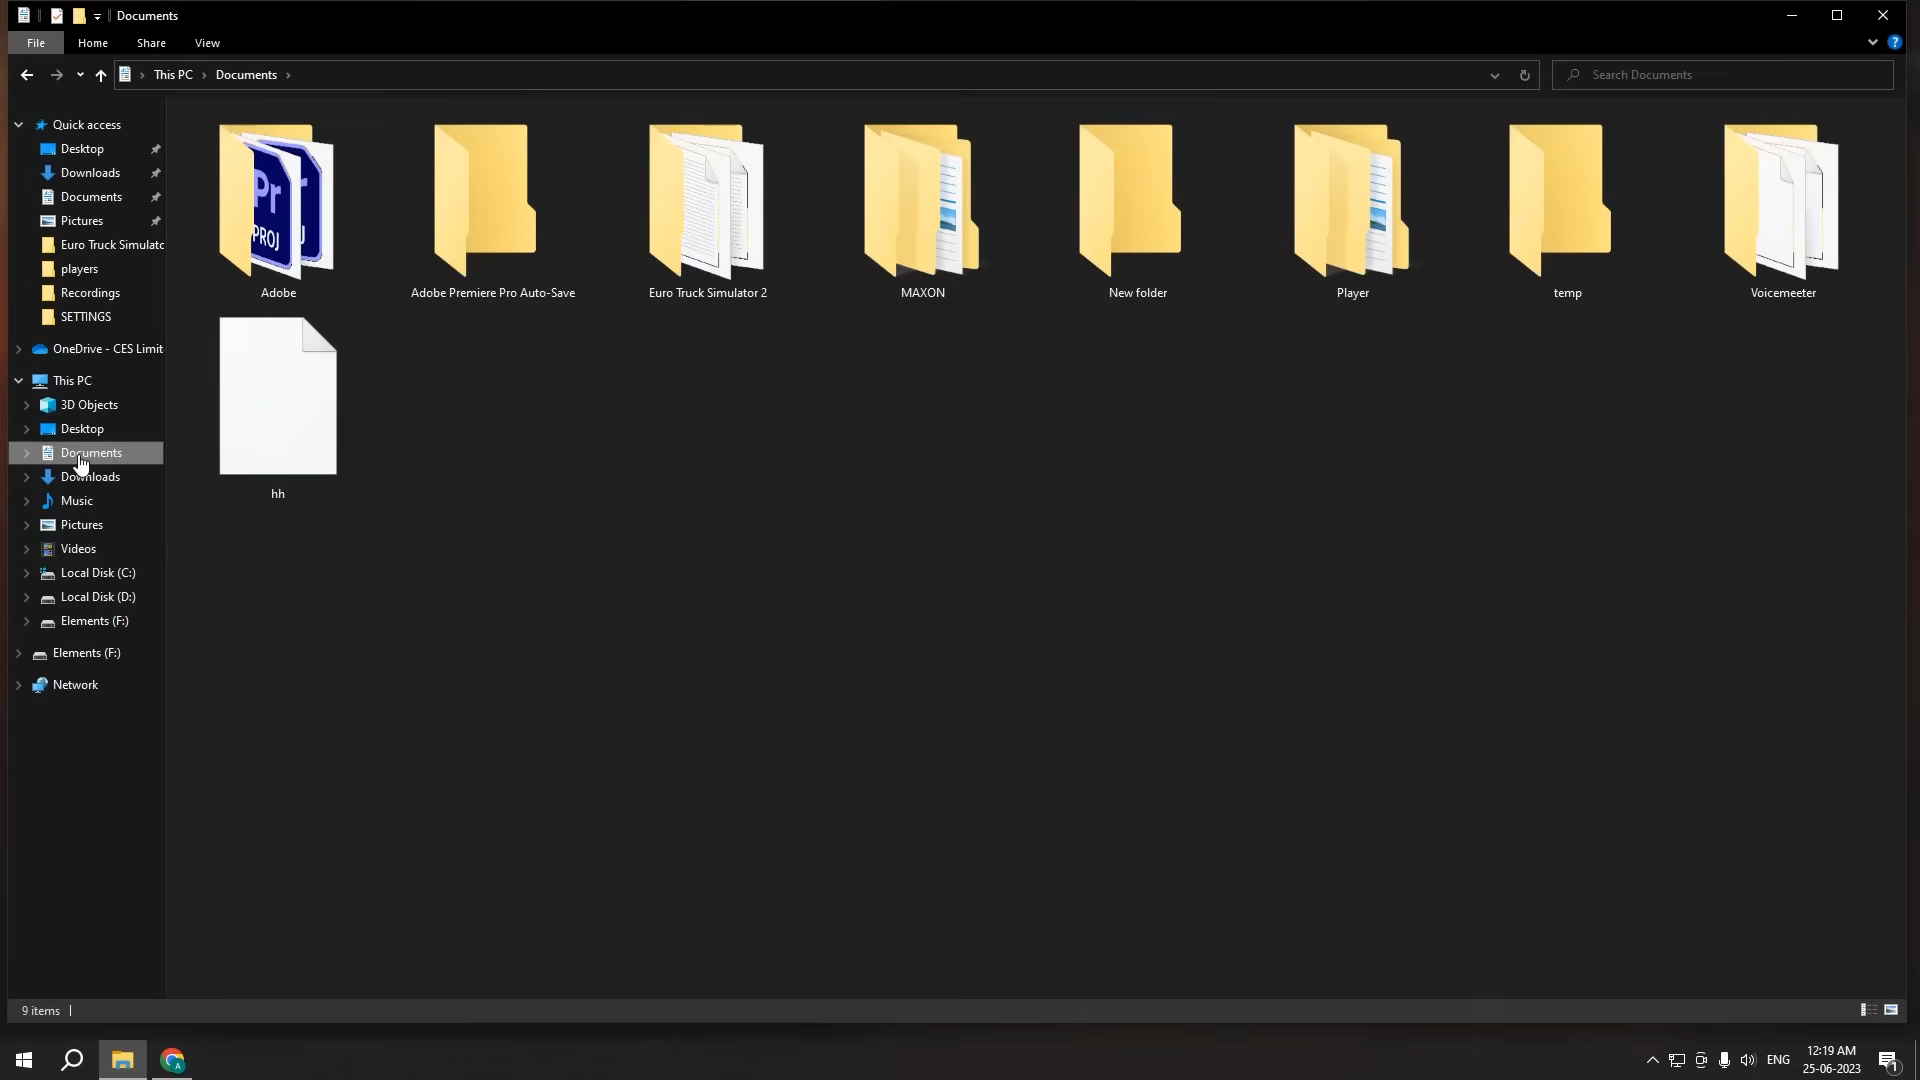 Documents
File Home Share View
This PC Documents Search Documents
Quick access
Desktop
Downloads
Documents
Pictures
Euro Truck Simulato
players
Recordings
SETTINGS
OneDrive - CES Limit
This PC
3D Objects
Desktop
Documents
Downloads
Music
Pictures
Videos
Local Disk (C:)
Local Disk (D:)
Elements (F:)
Elements (F:)
Network
Pr
PROJ
Adobe Adobe Premiere Pro Auto-Save Euro Truck Simulator 2 MAXON New folder Player temp Voicemeeter
hh
9 items
A ENG 12:19 AM 1
25-06-2023